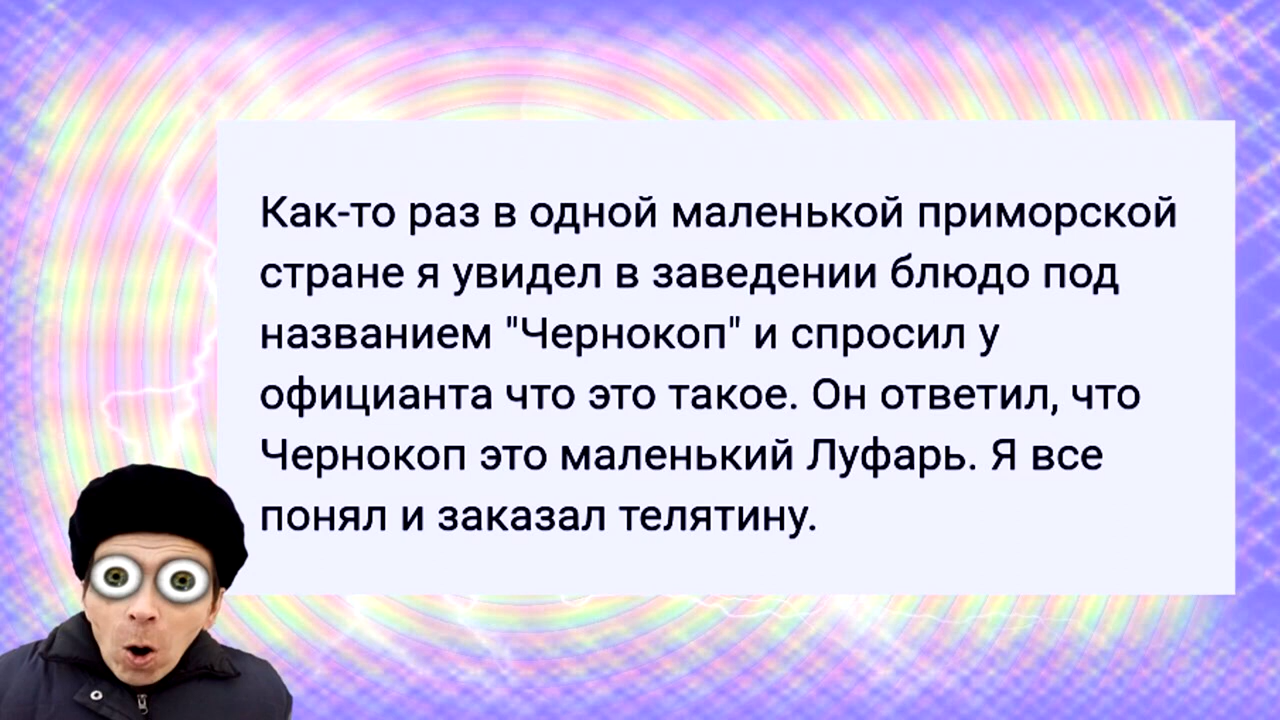 Как-то раз в одной маленькой приморской
стране я увидел в заведении блюдо под
названием "Чернокоп" и спросил у
официанта что это такое. Он ответил, что
Чернокоп это маленький Луфарь. Я все
понял и заказал телятину.